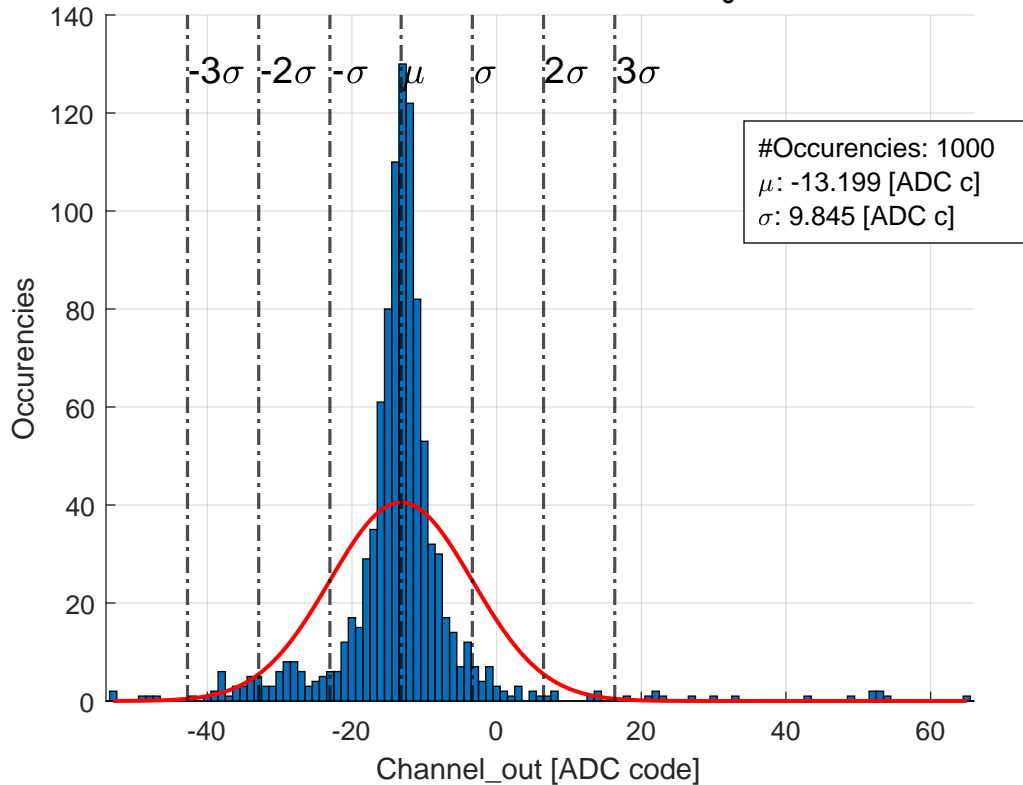 140
120
100
80
60
40
20
0
-3σ -2σ -σ μ σ 2σ 3σ
#Occurencies: 1000
μ: -13.199 [ADC c]
σ: 9.845 [ADC c]
Occurencies
-40 -20 0 20 40 60
Channel_out [ADC code]